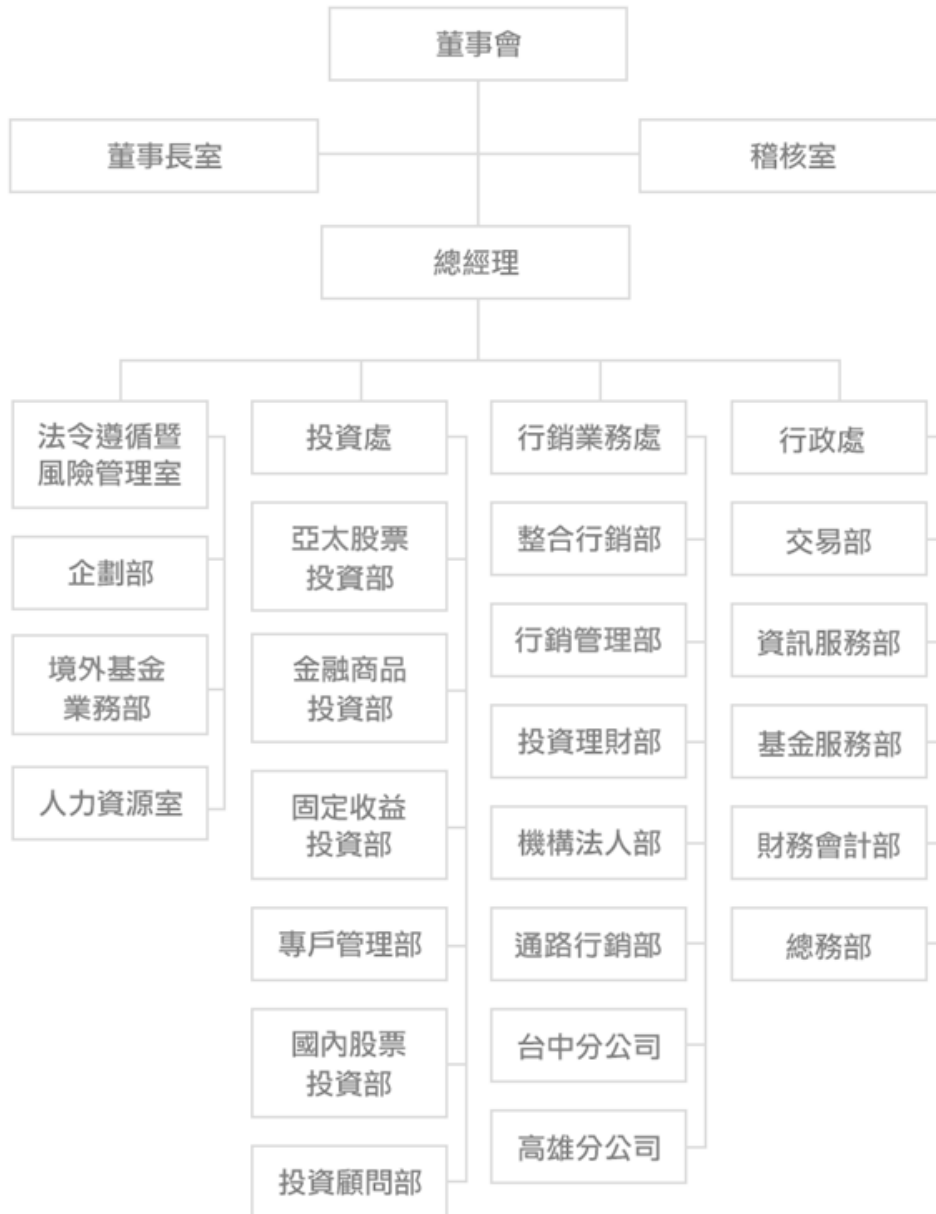 董事會
董事長室
稽核室
總經理
法令遵循暨
風險管理室
企劃部
境外基金
業務部
人力資源室
投資處
亞太股票
投資部
金融商品
投資部
固定收益
投資部
專戶管理部
國內股票
投資部
投資顧問部
行銷業務處
整合行銷部
行銷管理部
投資理財部
機構法人部
通路行銷部
台中分公司
高雄分公司
行政處
交易部
資訊服務部
基金服務部
財務會計部
總務部